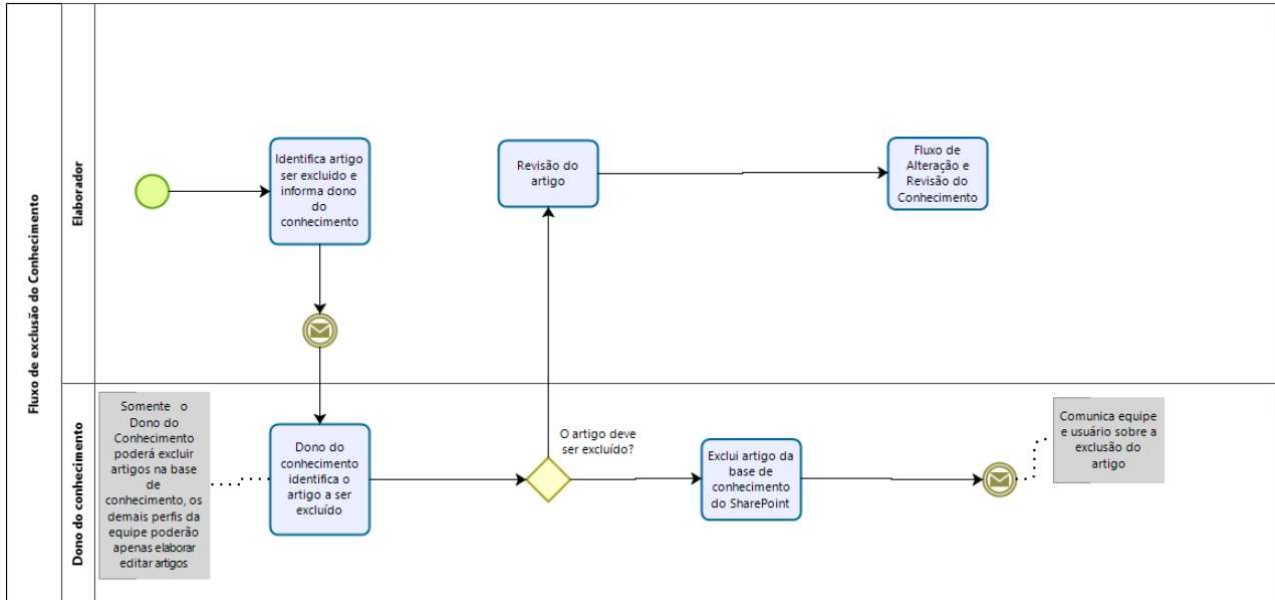 Fluxo de exclusão do Conhecimento
Elaborador
Identifica artigo
ser excluido e
informa dono
do
conhecimento
Revisão do
artigo
Fluxo de
Alteração e
Revisão do
Conhecimento
Dono do conhecimento
Somente o
Dono do
Conhecimento
poderá excluir
artigos na base
de
conhecimento, os
demais perfis da
equipe poderão
apenas elaborar
editar artigos
Dono do
conhecimento
identifica o
artigo a ser
excluído
O artigo deve
ser excluído?
Exclui artigo da
base de
conhecimento
do SharePoint
Comunica equipe
e usuário sobre a
exclusão do
artigo